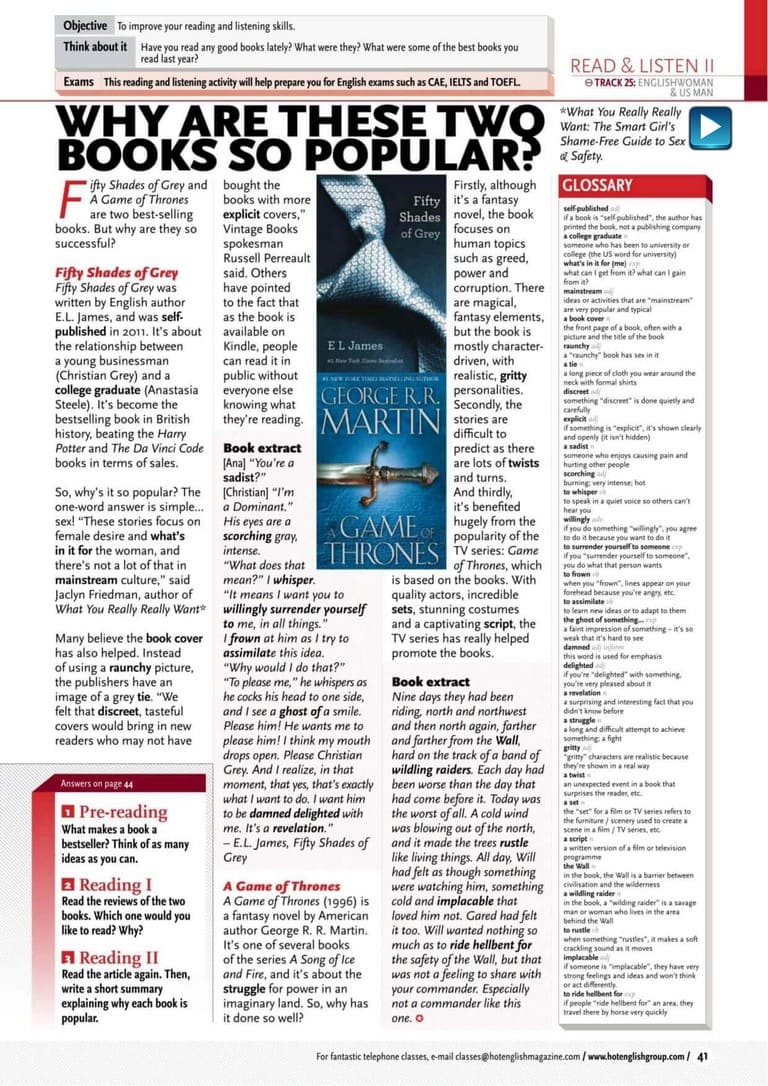 Objective To improve your reading and listening skills.
Think about it Have you read any good books lately? What were they? What were some of the best books you
read last year?
Exams This reading and listening activity will help prepare you for English exams such as CAE, IELTS and TOEFL.
READ & LISTEN II
TRACK 25: ENGLISHWOMAN
& US MAN
WHY ARE THESE TWO
BOOKS SO POPULAR?
*What You Really Really
Want: The Smart Girl's
Shame-Free Guide to Sex
& Safety.
Fifty Shades of Grey and
A Game of Thrones
are two best-selling
books. But why are they so
successful?
Fifty Shades of Grey
Fifty Shades of Grey was
written by English author
E.L. James, and was self-
published in 2011. It's about
the relationship between
a young businessman
(Christian Grey) and a
college graduate (Anastasia
Steele). It's become the
bestselling book in British
history, beating the Harry
Potter and The Da Vinci Code
books in terms of sales.
So, why's it so popular? The
one-word answer is simple...
sex! "These stories focus on
female desire and what's
in it for the woman, and
there's not a lot of that in
mainstream culture," said
Jaclyn Friedman, author of
What You Really Really Want*
Many believe the book cover
has also helped. Instead
of using a raunchy picture,
the publishers have an
image of a grey tie. "We
felt that discreet, tasteful
covers would bring in new
readers who may not have
bought the
books with more
explicit covers,"
Vintage Books
spokesman
Russell Perreault
said. Others
have pointed
to the fact that
as the book is
available on
Kindle, people
can read it in
public without
everyone else
knowing what
they're reading.
Book extract
[Ana] "You're a
sadist?"
[Christian] "I'm
a Dominant."
His eyes are a
scorching gray,
intense.
"What does that
mean?" I whisper.
"It means I want you to
willingly surrender yourself
to me, in all things."
I frown at him as I try to
assimilate this idea.
"Why would I do that?"
"To please me," he whispers as
he cocks his head to one side,
and I see a ghost of a smile.
Please him! He wants me to
please him! I think my mouth
drops open. Please Christian
Grey. And I realize, in that
moment, that yes, that's exactly
what I want to do. I want him
to be damned delighted with
me. It's a revelation."
– E.L. James, Fifty Shades of
Grey
A Game of Thrones
A Game of Thrones (1996) is
a fantasy novel by American
author George R. R. Martin.
It's one of several books
of the series A Song of Ice
and Fire, and it's about the
struggle for power in an
imaginary land. So, why has
it done so well?
Fifty
Shades
of Grey
E L James
#1 New York Times Bestseller
#1 NEW YORK TIMES BESTSELLING AUTHOR
GEORGE R.R.
MARTIN
A GAME OF
THRONES
Firstly, although
it's a fantasy
novel, the book
focuses on
human topics
such as greed,
power and
corruption. There
are magical,
fantasy elements,
but the book is
mostly character-
driven, with
realistic, gritty
personalities.
Secondly, the
stories are
difficult to
predict as there
are lots of twists
and turns.
And thirdly,
it's benefited
hugely from the
popularity of the
TV series: Game
of Thrones, which
is based on the books. With
quality actors, incredible
sets, stunning costumes
and a captivating script, the
TV series has really helped
promote the books.
Book extract
Nine days they had been
riding, north and northwest
and then north again, farther
and farther from the Wall,
hard on the track of a band of
wildling raiders. Each day had
been worse than the day that
had come before it. Today was
the worst of all. A cold wind
was blowing out of the north,
and it made the trees rustle
like living things. All day, Will
had felt as though something
were watching him, something
cold and implacable that
loved him not. Gared had felt
it too. Will wanted nothing so
much as to ride hellbent for
the safety of the Wall, but that
was not a feeling to share with
your commander. Especially
not a commander like this
one.
GLOSSARY
self-published adj
if a book is "self-published", the author has
printed the book, not a publishing company
a college graduate n
someone who has been to university or
college (the US word for university)
what's in it for (me) exp
what can I get from it? what can I gain
from it?
mainstream adj
ideas or activities that are "mainstream"
are very popular and typical
a book cover n
the front page of a book, often with a
picture and the title of the book
raunchy adj
a "raunchy" book has sex in it
a tie n
a long piece of cloth you wear around the
neck with formal shirts
discreet adj
something "discreet" is done quietly and
carefully
explicit adj
if something is "explicit", it's shown clearly
and openly (it isn't hidden)
a sadist n
someone who enjoys causing pain and
hurting other people
scorching adj
burning; very intense; hot
to whisper vb
to speak in a quiet voice so others can't
hear you
willingly adv
if you do something "willingly", you agree
to do it because you want to do it
to surrender yourself to someone exp
if you "surrender yourself to someone",
you do what that person wants
to frown vb
when you "frown", lines appear on your
forehead because you're angry, etc.
to assimilate vb
to learn new ideas or to adapt to them
the ghost of something... exp
a faint impression of something – it's so
weak that it's hard to see
damned adj inform
this word is used for emphasis
delighted adj
if you're "delighted" with something,
you're very pleased about it
a revelation n
a surprising and interesting fact that you
didn't know before
a struggle n
a long and difficult attempt to achieve
something; a fight
gritty adj
"gritty" characters are realistic because
they're shown in a real way
a twist n
an unexpected event in a book that
surprises the reader, etc.
a set n
the "set" for a film or TV series refers to
the furniture / scenery used to create a
scene in a film / TV series, etc.
a script n
a written version of a film or television
programme
the Wall n
in the book, the Wall is a barrier between
civilisation and the wilderness
a wildling raider n
in the book, a "wilding raider" is a savage
man or woman who lives in the area
behind the Wall
to rustle vb
when something "rustles", it makes a soft
crackling sound as it moves
implacable adj
if someone is "implacable", they have very
strong feelings and ideas and won't think
or act differently.
to ride hellbent for exp
if people "ride hellbent for" an area, they
travel there by horse very quickly
Answers on page 44
1 Pre-reading
What makes a book a
bestseller? Think of as many
ideas as you can.
2 Reading I
Read the reviews of the two
books. Which one would you
like to read? Why?
3 Reading II
Read the article again. Then,
write a short summary
explaining why each book is
popular.
For fantastic telephone classes, e-mail classes@hotenglishmagazine.com / www.hotenglishgroup.com / 41